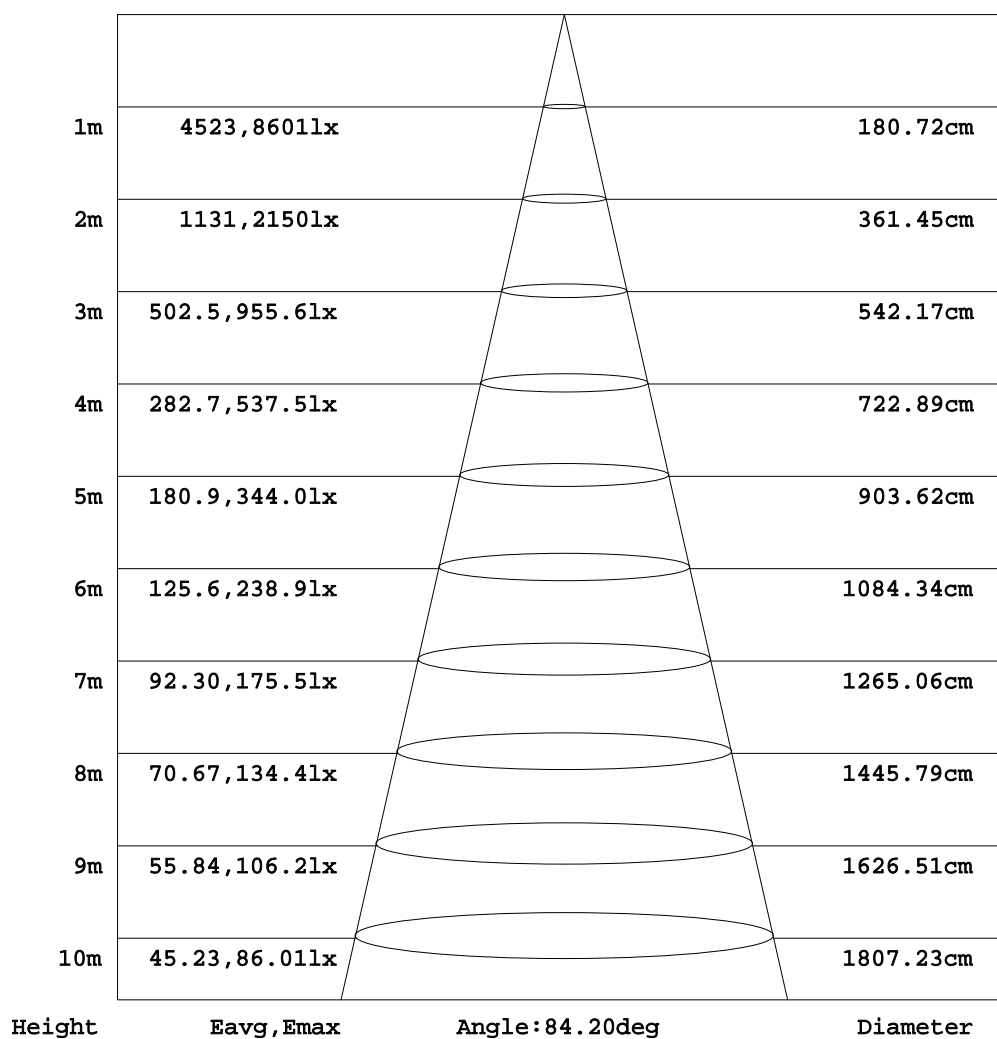 1m 4523,8601lx 180.72cm
2m 1131,2150lx 361.45cm
3m 502.5,955.6lx 542.17cm
4m 282.7,537.5lx 722.89cm
5m 180.9,344.0lx 903.62cm
6m 125.6,238.9lx 1084.34cm
7m 92.30,175.5lx 1265.06cm
8m 70.67,134.4lx 1445.79cm
9m 55.84,106.2lx 1626.51cm
10m 45.23,86.01lx 1807.23cm
Height Eavg,Emax Angle:84.20deg Diameter